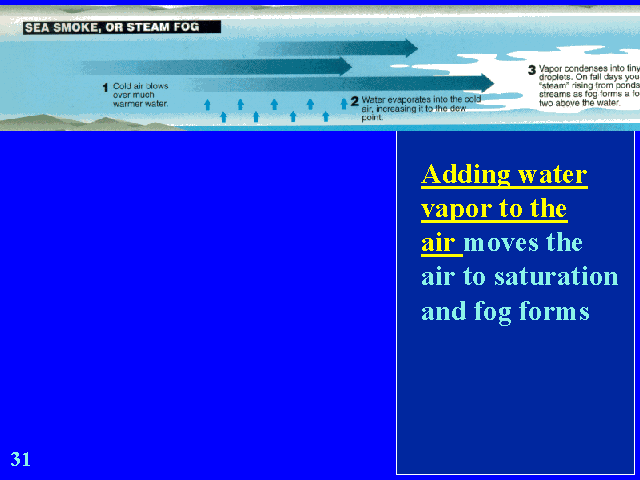 SEA SMOKE, OR STEAM FOG
1 Cold air blows
over much
warmer water.
2 Water evaporates into the cold
air, increasing it to the dew
point.
3 Vapor condenses into tiny
droplets. On fall days you
"steam" rising from ponds
streams as fog forms a fo
two above the water.
Adding water
vapor to the
air moves the
air to saturation
and fog forms
31